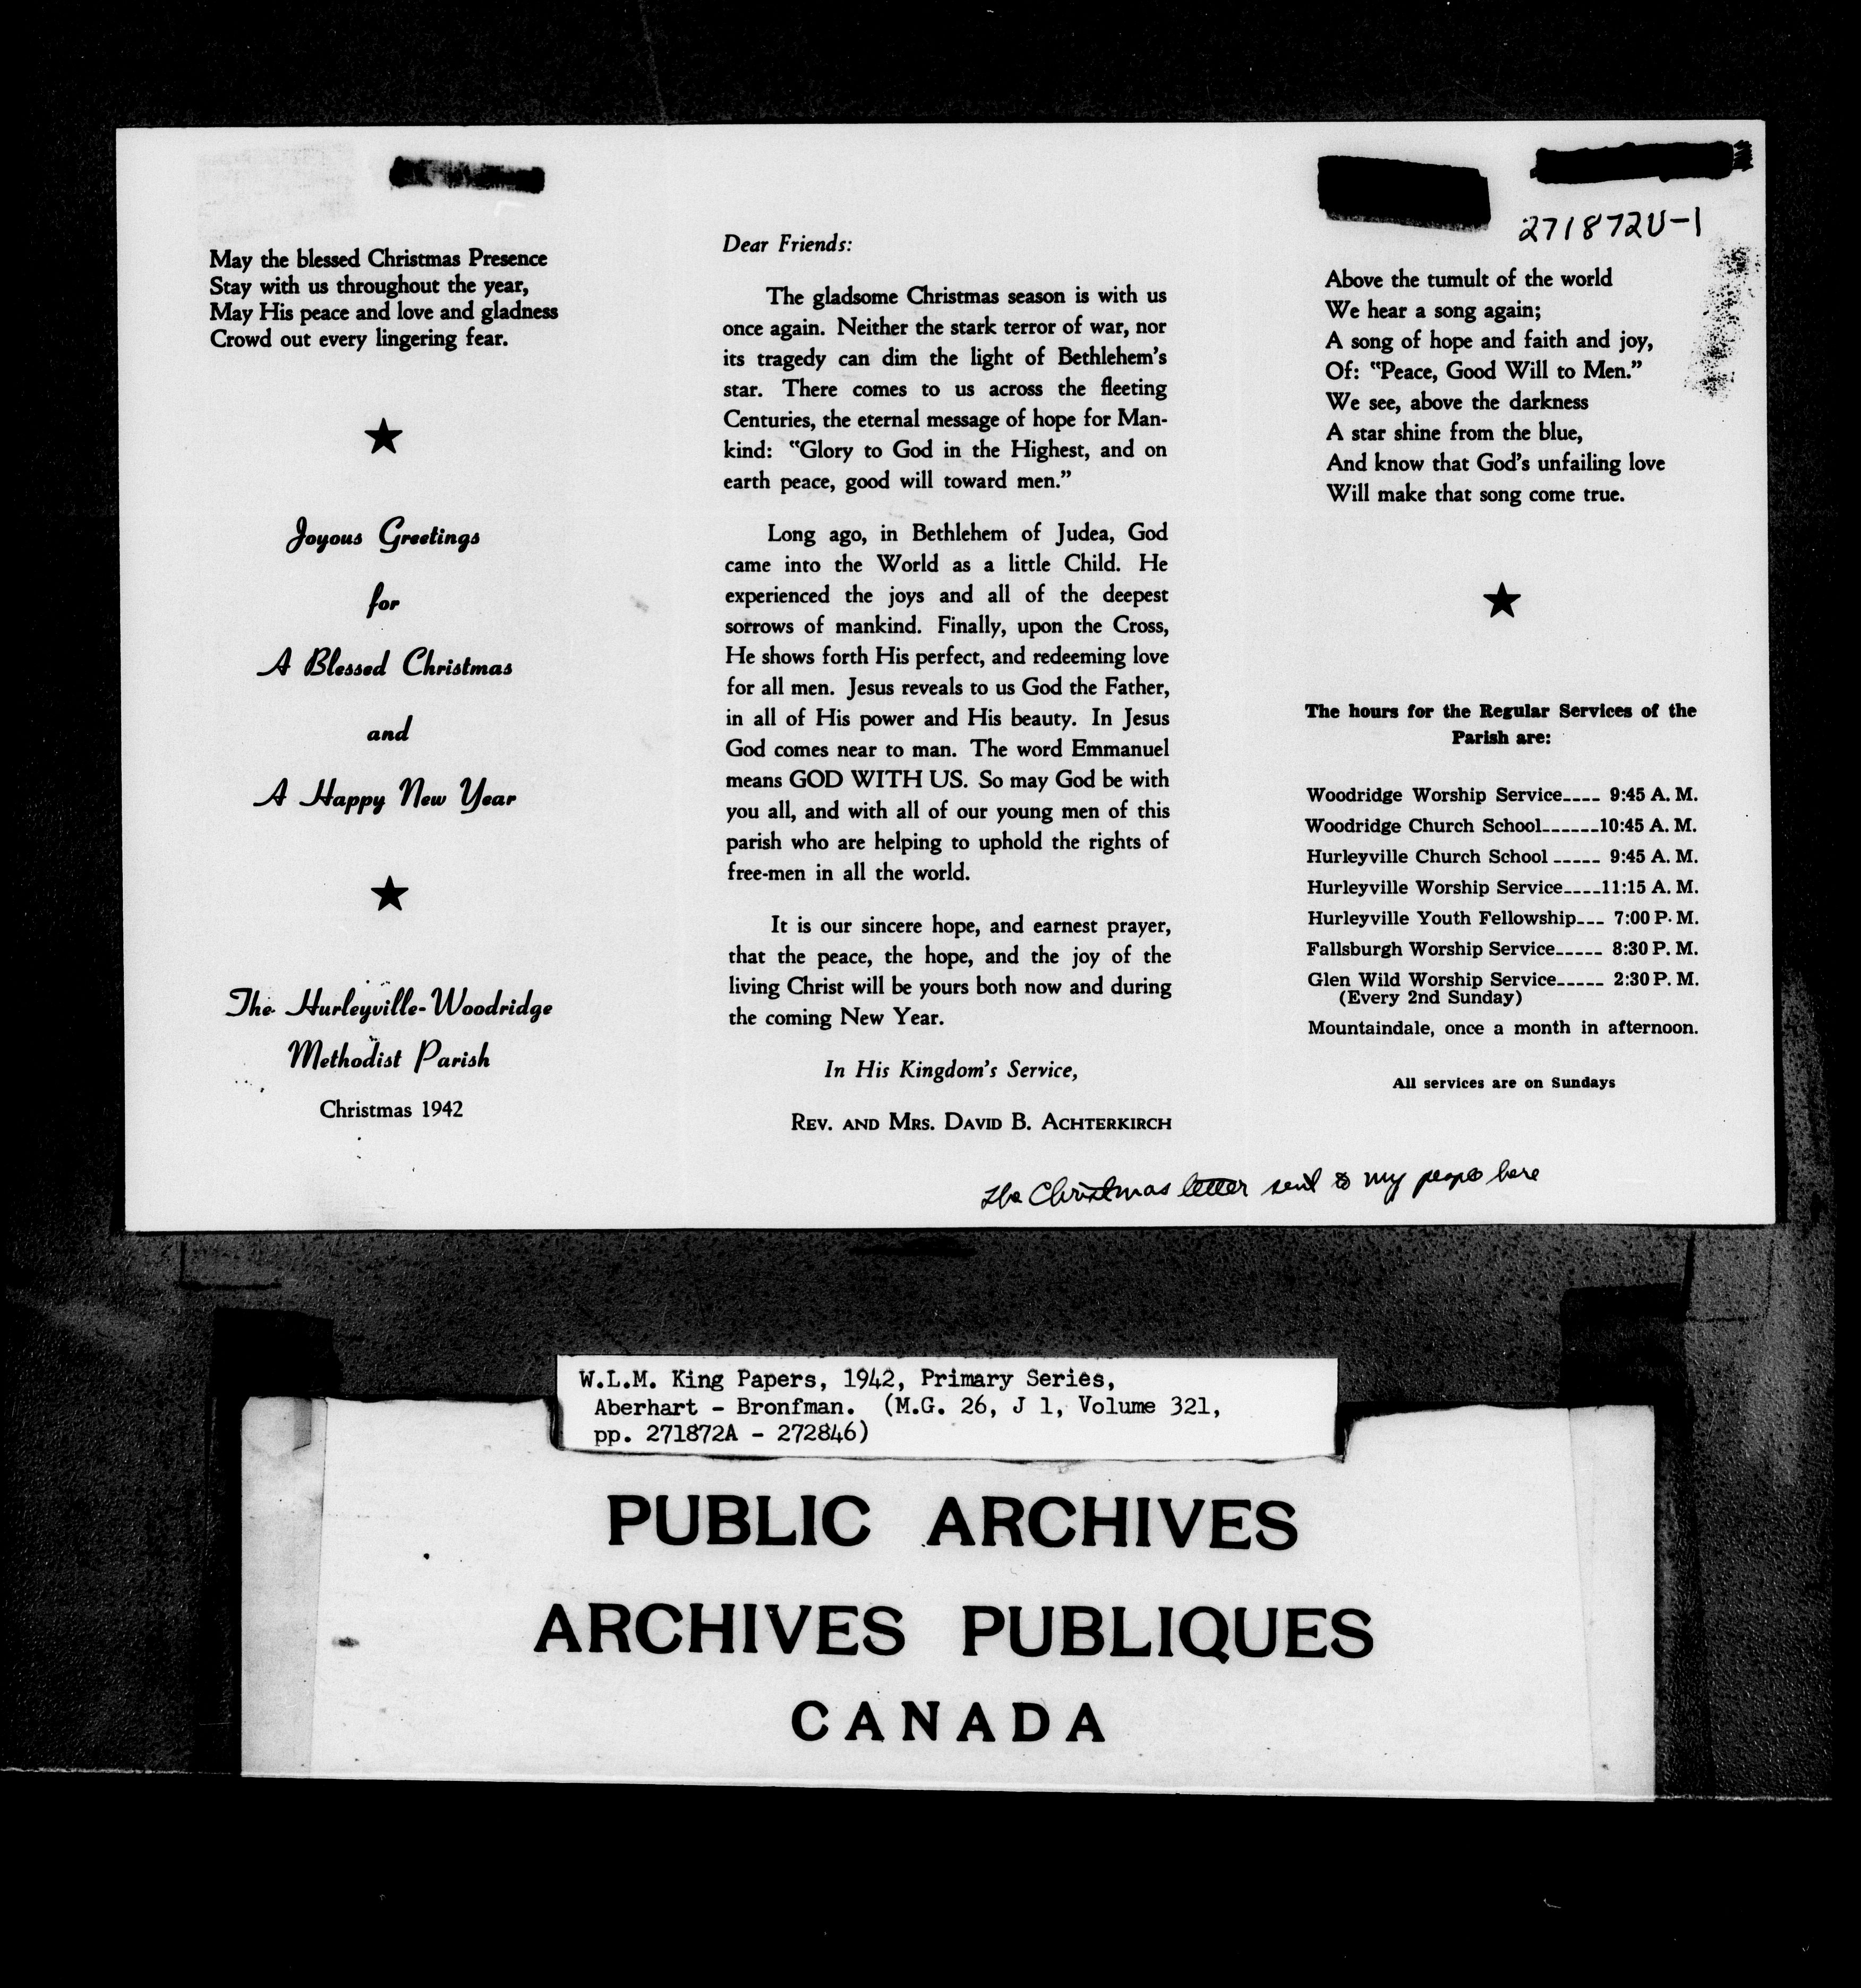 May the blessed Christmas Presence
Stay with us throughout the year,
May His peace and love and gladness
Crowd out every lingering fear.
Joyous Greetings
for
A Blessed Christmas
and
A Happy New Year
The Hurleyville-Woodridge
Methodist Parish
Christmas 1942
Dear Friends:
The gladsome Christmas season is with us
once again. Neither the stark terror of war, nor
its tragedy can dim the light of Bethlehem's
star. There comes to us across the fleeting
Centuries, the eternal message of hope for Man-
kind: "Glory to God in the Highest, and on
earth peace, good will toward men."
Long ago, in Bethlehem of Judea, God
came into the World as a little Child. He
experienced the joys and all of the deepest
sorrows of mankind. Finally, upon the Cross,
He shows forth His perfect, and redeeming love
for all men. Jesus reveals to us God the Father,
in all of His power and His beauty. In Jesus
God comes near to man. The word Emmanuel
means GOD WITH US. So may God be with
you all, and with all of our young men of this
parish who are helping to uphold the rights of
free-men in all the world.
It is our sincere hope, and earnest prayer,
that the peace, the hope, and the joy of the
living Christ will be yours both now and during
the coming New Year.
In His Kingdom's Service,
REV. AND MRS. DAVID B. ACHTERKIRCH
271872U-1
Above the tumult of the world
We hear a song again;
A song of hope and faith and joy,
Of: "Peace, Good Will to Men."
We see, above the darkness
A star shine from the blue,
And know that God's unfailing love
Will make that song come true.
The hours for the Regular Services of the
Parish are:
Woodridge Worship Service---- 9:45 A. M.
Woodridge Church School------10:45 A. M.
Hurleyville Church School ----- 9:45 A. M.
Hurleyville Worship Service----11:15 A. M.
Hurleyville Youth Fellowship--- 7:00 P. M.
Fallsburgh Worship Service----- 8:30 P. M.
Glen Wild Worship Service----- 2:30 P. M.
(Every 2nd Sunday)
Mountaindale, once a month in afternoon.
All services are on Sundays
The Christmas letter sent to my people here
W.L.M. King Papers, 1942, Primary Series,
Aberhart - Bronfman. (M.G. 26, J 1, Volume 321,
pp. 271872A - 272846)
PUBLIC ARCHIVES
ARCHIVES PUBLIQUES
CANADA